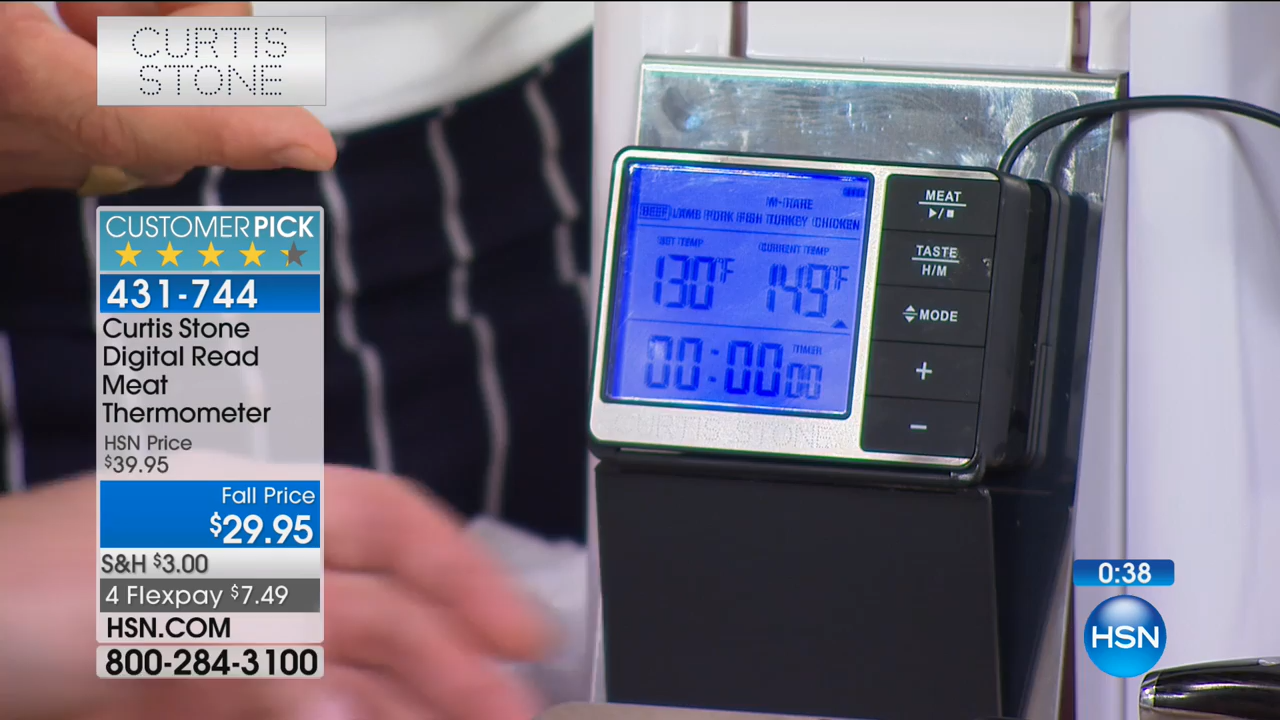 CURTIS
STONE
CUSTOMER PICK
431-744
Curtis Stone
Digital Read
Meat
Thermometer
HSN Price
$39.95
Fall Price
$29.95
S&H $3.00
4 Flexpay $7.49
HSN.COM
800-284-3100
M-RARE
BEEF LAMB PORK FISH TURKEY CHICKEN
SET TEMP CURRENT TEMP
130°F 149°F
TIMER
00:00 00
CURTIS STONE
MEAT
▶/■
TASTE
H/M
MODE
+
−
0:38
HSN